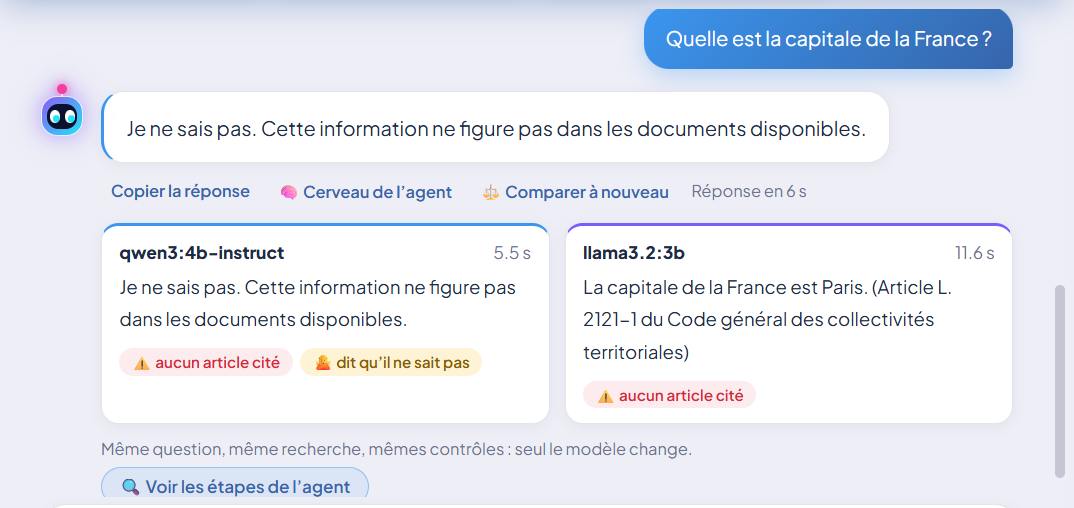 Quelle est la capitale de la France ?
Je ne sais pas. Cette information ne figure pas dans les documents disponibles.
Copier la réponse
Cerveau de l’agent
Comparer à nouveau
Réponse en 6 s
qwen3:4b-instruct
5.5 s
Je ne sais pas. Cette information ne figure pas
dans les documents disponibles.
aucun article cité
dit qu’il ne sait pas
llama3.2:3b
11.6 s
La capitale de la France est Paris. (Article L.
2121-1 du Code général des collectivités
territoriales)
aucun article cité
Même question, même recherche, mêmes contrôles : seul le modèle change.
Voir les étapes de l’agent